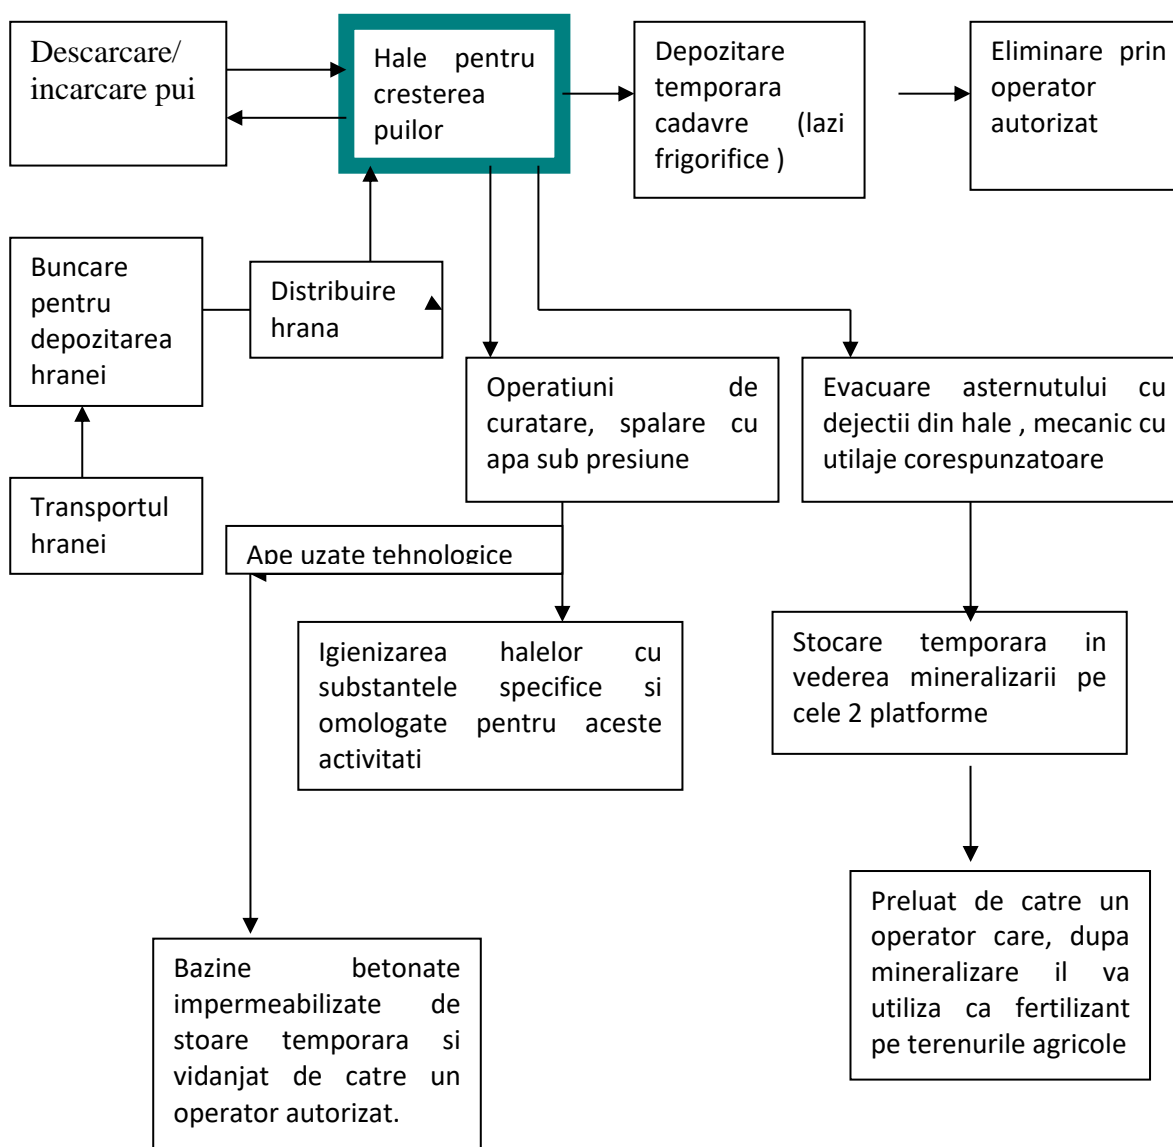 Descarcare/
incarcare pui
Hale pentru
cresterea
puilor
Depozitare
temporara
cadavre (lazi
frigorifice )
Eliminare prin
operator
autorizat
Buncare
pentru
depozitarea
hranei
Distribuire
hrana
Transportul
hranei
Operatiuni de
curatare, spalare cu
apa sub presiune
Evacuare asternutului cu
dejectii din hale , mecanic cu
utilaje corespunzatoare
Ape uzate tehnologice
Igienizarea halelor cu
substantele specifice si
omologate pentru aceste
activitati
Stocare temporara in
vederea mineralizarii pe
cele 2 platforme
Preluat de catre un
operator care, dupa
mineralizare il va
utiliza ca fertilizant
pe terenurile agricole
Bazine betonate
impermeabilizate de
stoare temporara si
vidanjat de catre un
operator autorizat.